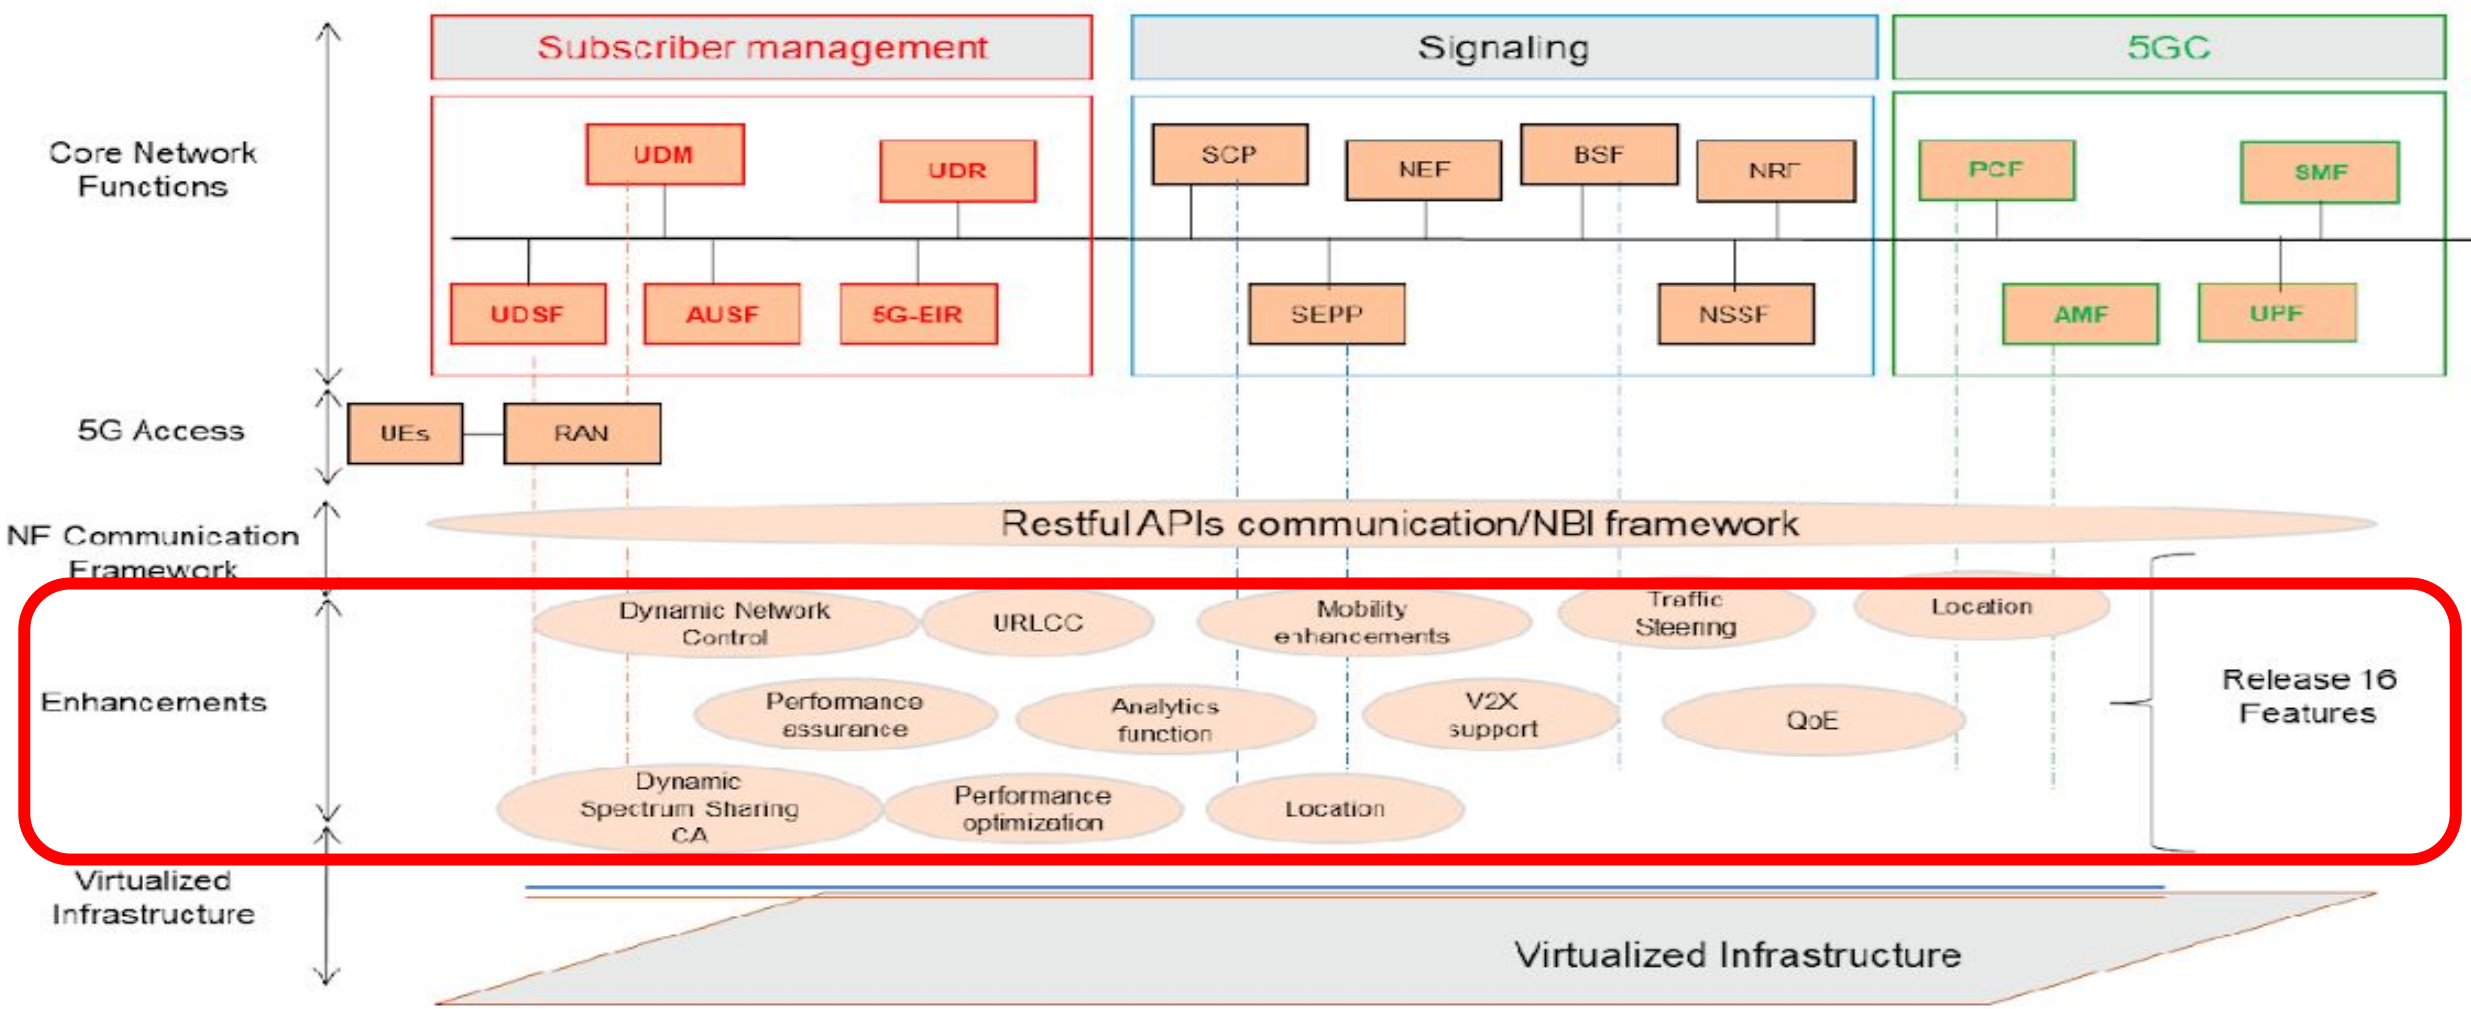 Subscriber management
Signaling
5GC
Core Network
Functions
UDM
UDR
SCP
NEF
BSF
NRF
PCF
SMF
UDSF
AUSF
5G-EIR
SEPP
NSSF
AMF
UPF
5G Access
UEs
RAN
NF Communication
Framework
Restful APIs communication/NBI framework
Enhancements
Dynamic Network
Control
URLCC
Mobility
enhancements
Traffic
Steering
Location
Performance
assurance
Analytics
function
V2X
support
QoE
Release 16
Features
Dynamic
Spectrum Sharing
CA
Performance
optimization
Location
Virtualized
Infrastructure
Virtualized Infrastructure